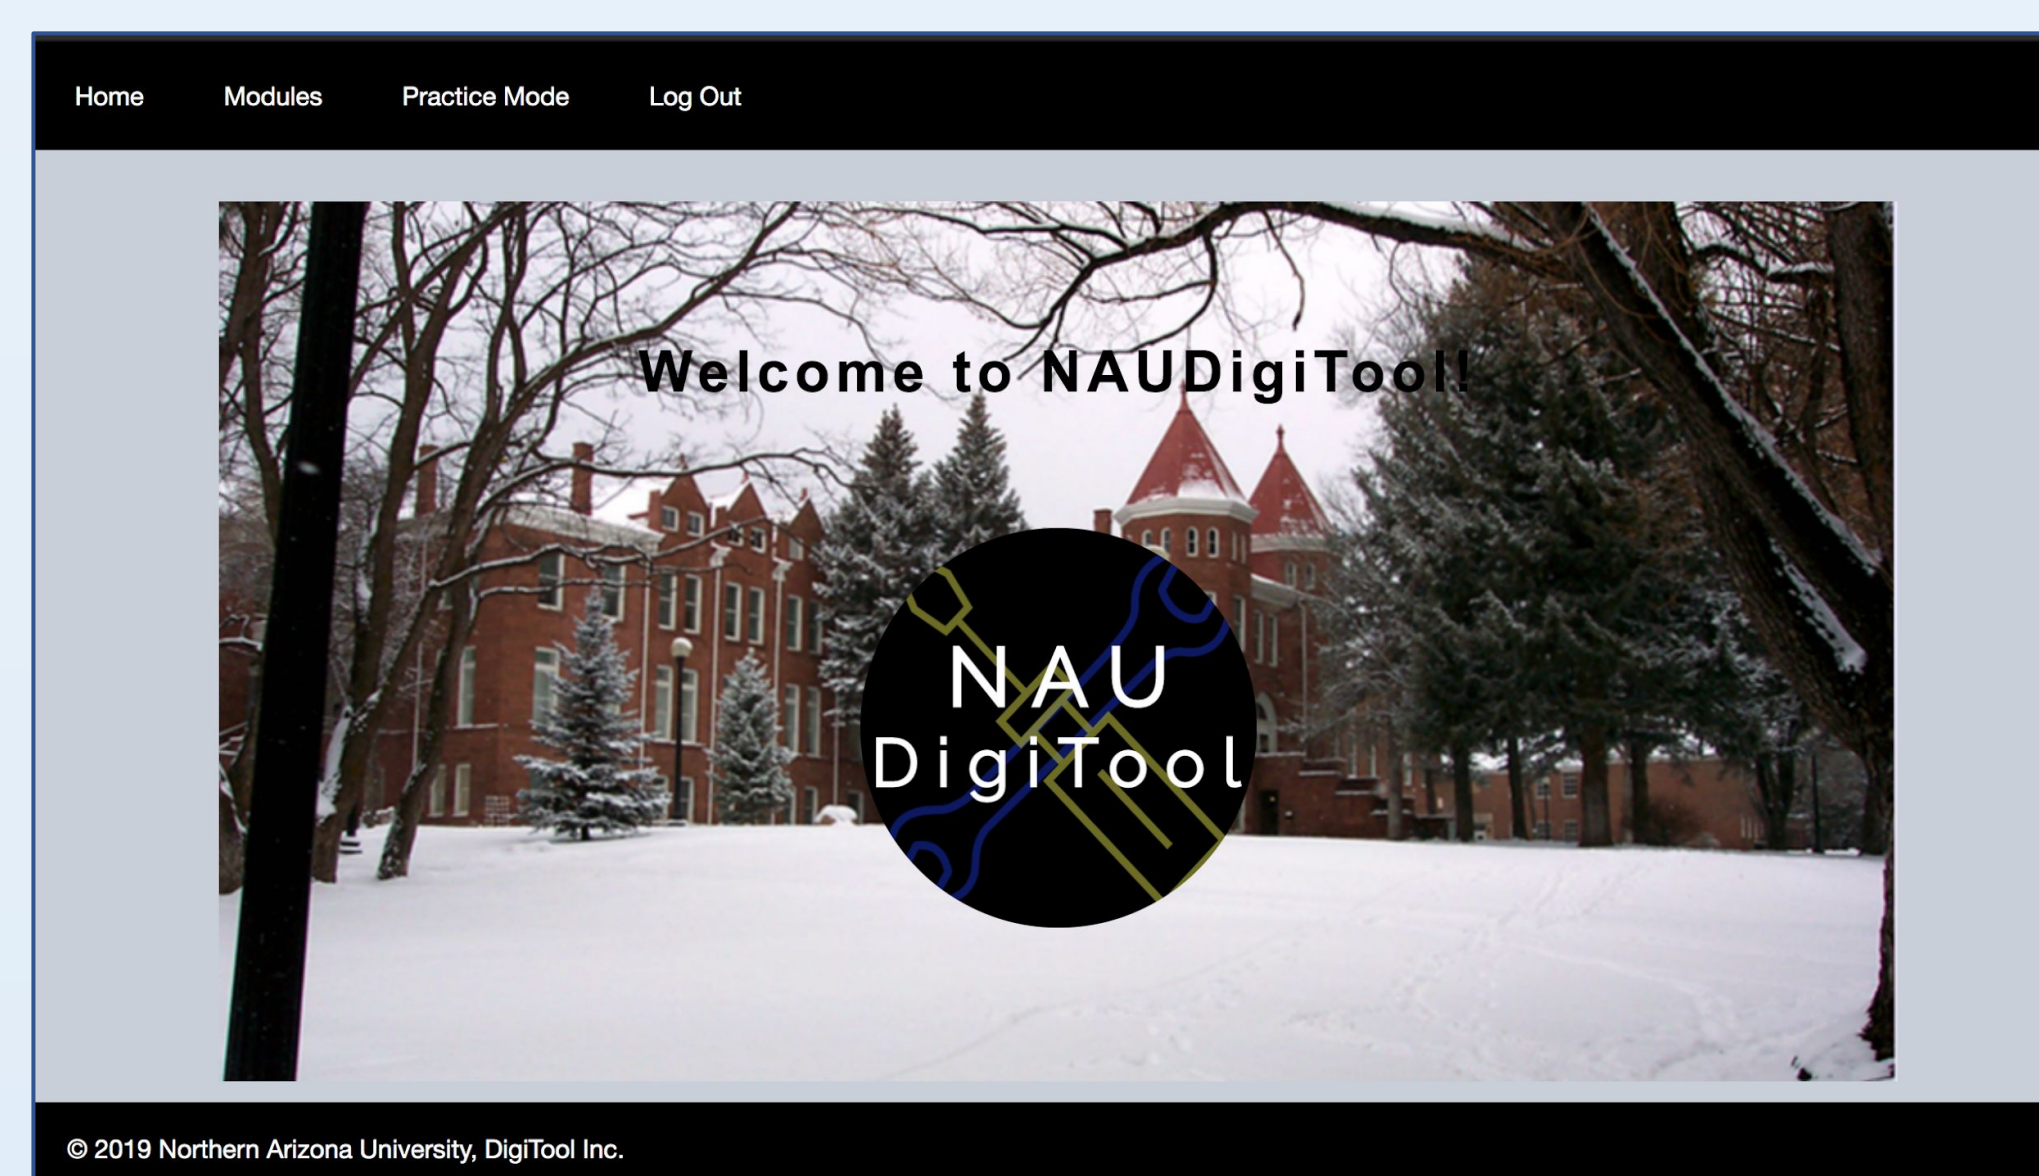 Home Modules Practice Mode Log Out
Welcome to NAUDigiTool!
NAU
DigiTool
© 2019 Northern Arizona University, DigiTool Inc.